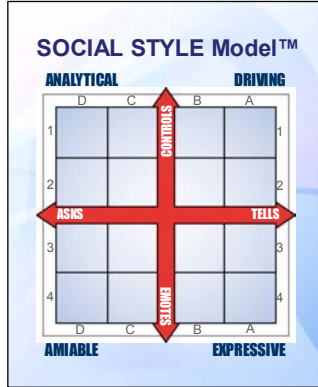 SOCIAL STYLE Model™
ANALYTICAL DRIVING
D C B A
1 1
CONTROLS
2 2
ASKS TELLS
3 3
4 4
EMOTES
D C B A
AMIABLE EXPRESSIVE